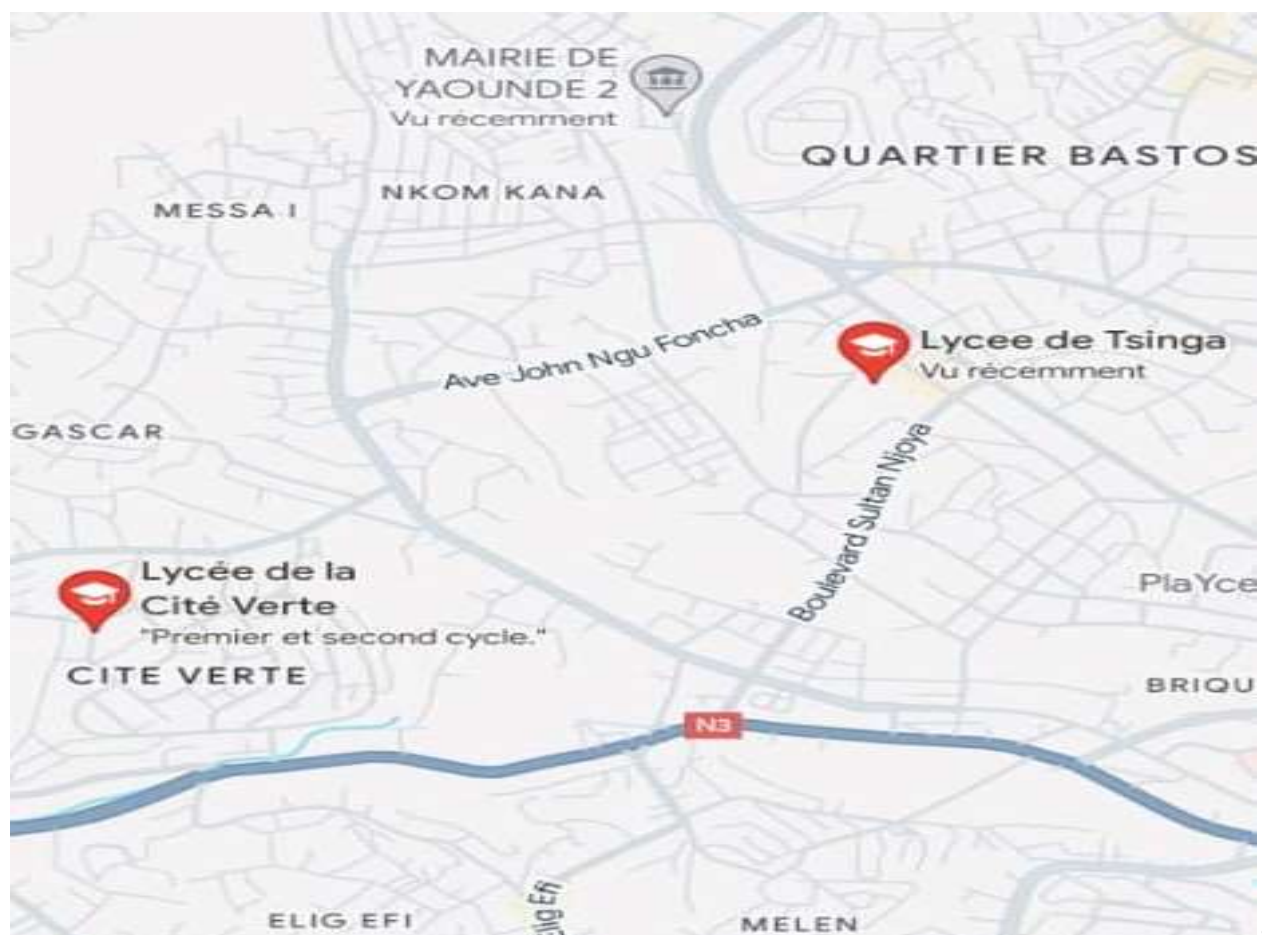 MAIRIE DE
YAOUNDE 2
Vu récemment
QUARTIER BASTOS
NKOM KANA
MESSA I
Ave John Ngu Foncha
Lycee de Tsinga
Vu récemment
GASCAR
Boulevard Sultan Njoya
Lycée de la
Cité Verte
"Premier et second cycle."
PlaYce
CITE VERTE
BRIQU
N3
Elig Efi
ELIG EFI
MELEN